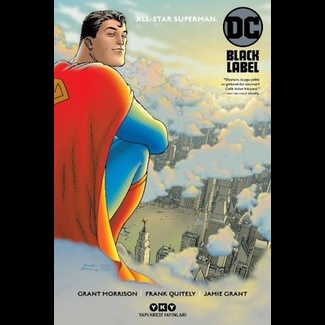 ALL-STAR SUPERMAN
DC
BLACK
LABEL
GRANT MORRISON
FRANK QUITELY
JAMIE GRANT
YKY
YAPI KREDİ YAYINLARI